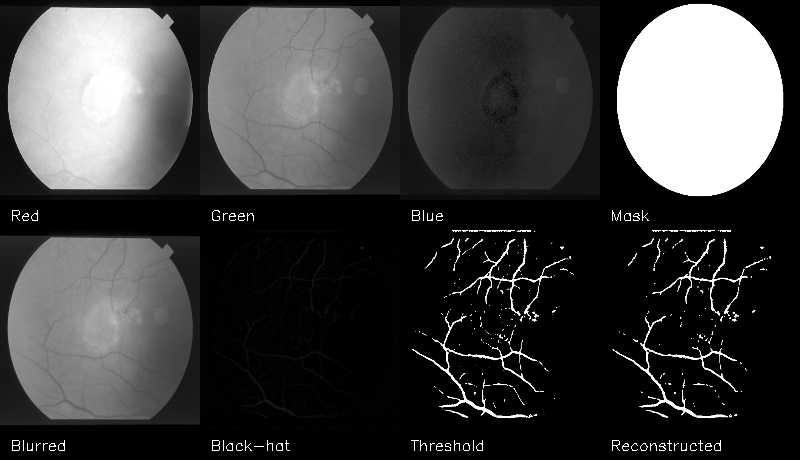 Red
Green
Blue
Mask
Blurred
Black-hat
Threshold
Reconstructed